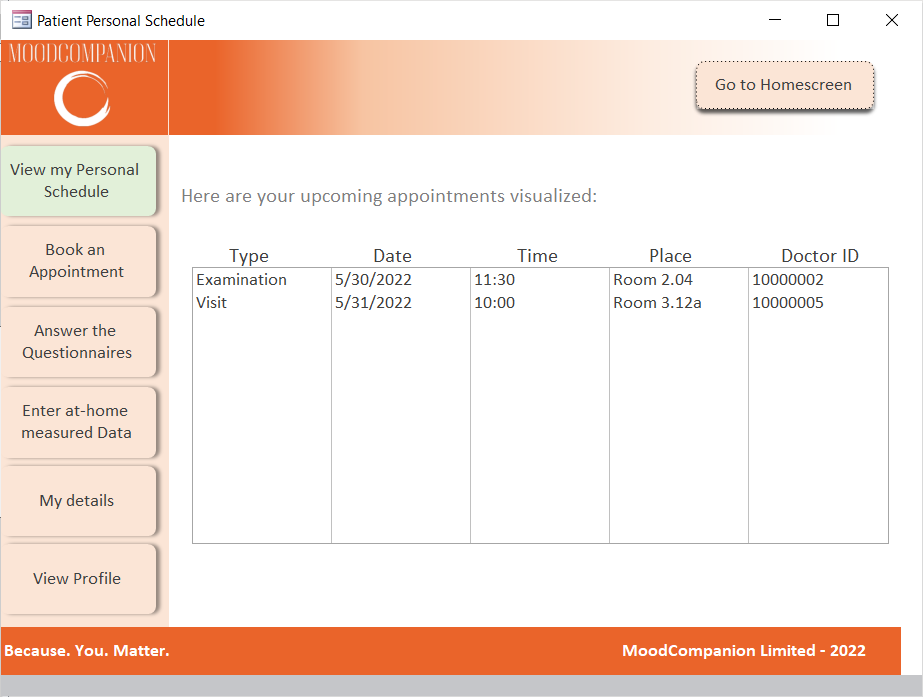 Patient Personal Schedule
MOODCOMPANION
Go to Homescreen
View my Personal
Schedule
Book an
Appointment
Answer the
Questionnaires
Enter at-home
measured Data
My details
View Profile
Here are your upcoming appointments visualized:
Type Date Time Place Doctor ID
Examination 5/30/2022 11:30 Room 2.04 10000002
Visit 5/31/2022 10:00 Room 3.12a 10000005
Because. You. Matter.
MoodCompanion Limited - 2022